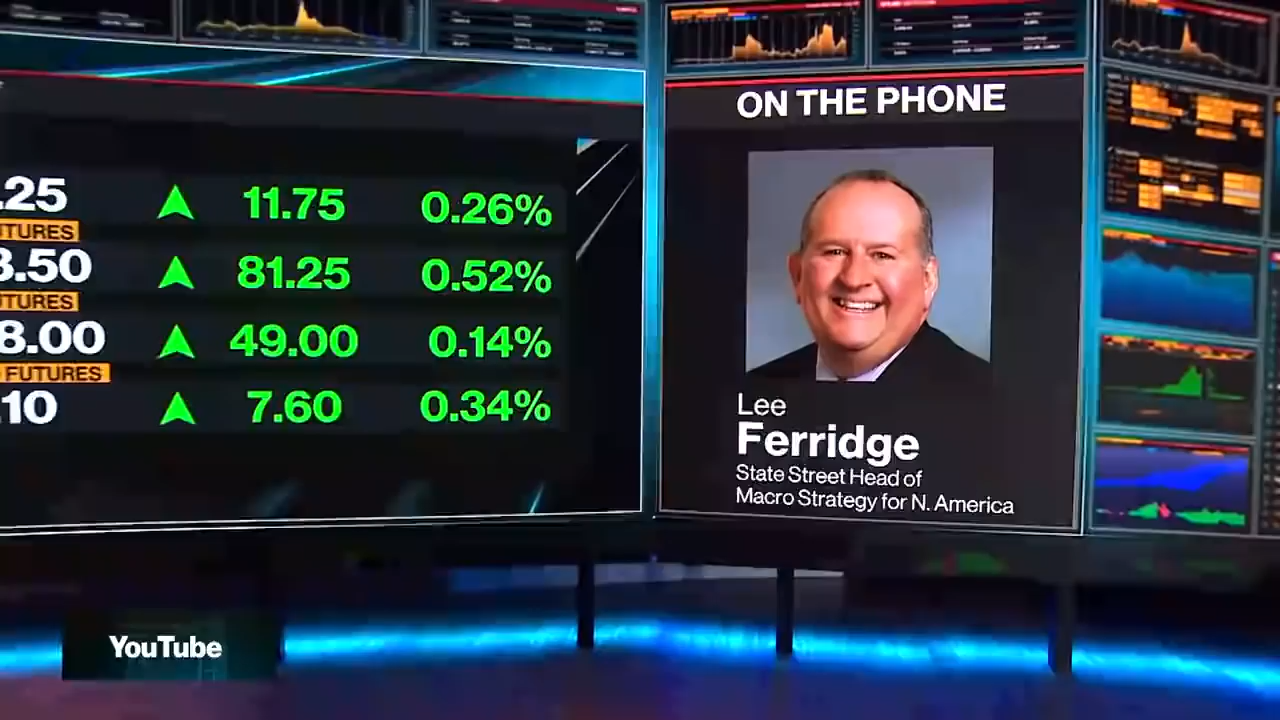 .25 11.75 0.26%
UTURES
3.50 81.25 0.52%
UTURES
8.00 49.00 0.14%
FUTURES
.10 7.60 0.34%
ON THE PHONE
Lee
Ferridge
State Street Head of
Macro Strategy for N. America
YouTube